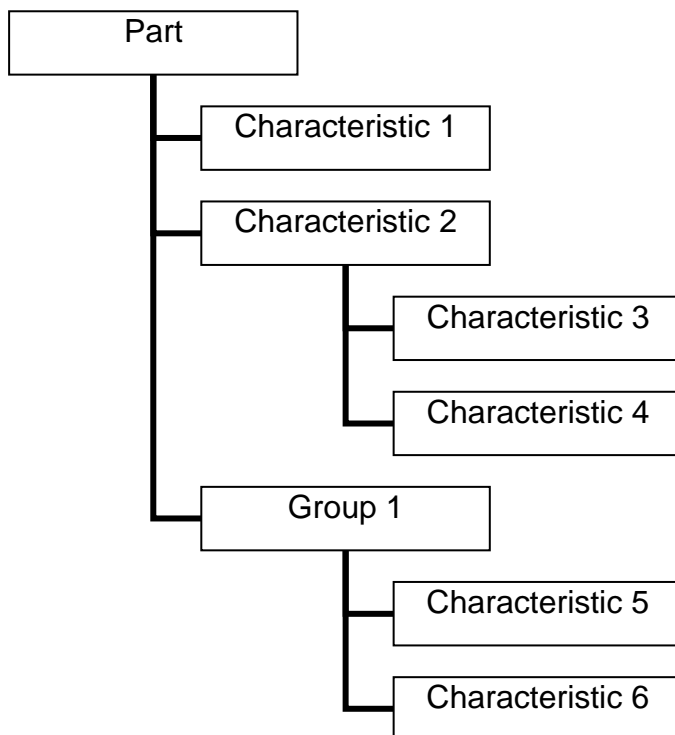 Part
Characteristic 1
Characteristic 2
Characteristic 3
Characteristic 4
Group 1
Characteristic 5
Characteristic 6